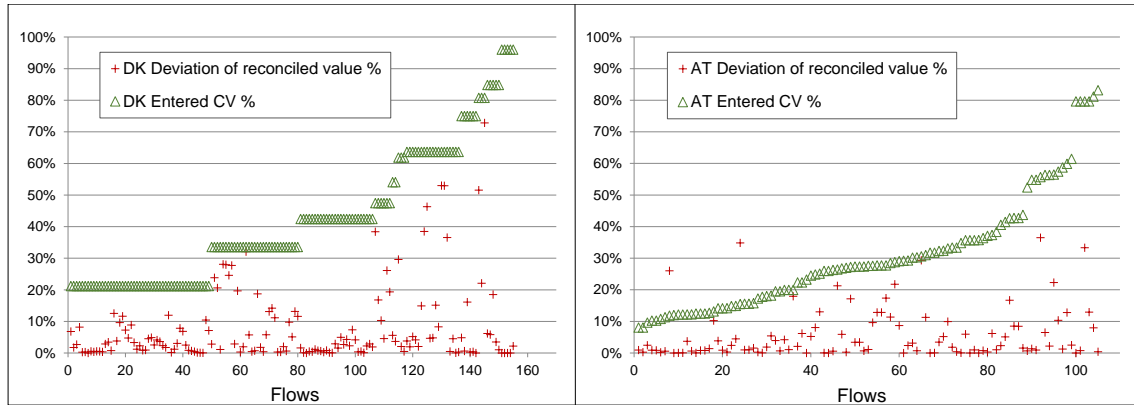 100%
90%
80%
70%
60%
50%
40%
30%
20%
10%
0%
DK Deviation of reconciled value %
DK Entered CV %
0 20 40 60 80 100 120 140 160
Flows
100%
90%
80%
70%
60%
50%
40%
30%
20%
10%
0%
AT Deviation of reconciled value %
AT Entered CV %
0 20 40 60 80 100
Flows